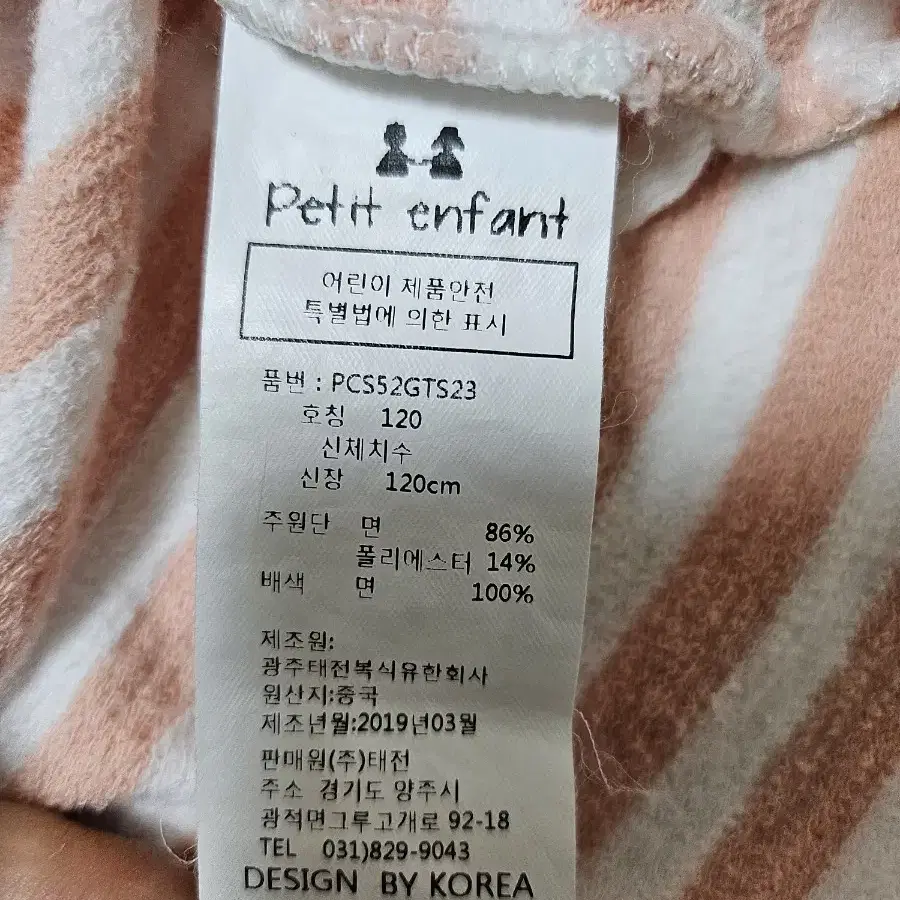 Petit enfant
어린이 제품안전
특별법에 의한 표시
품번 : PCS52GTS23
호칭 120
신체치수
신장 120cm
주원단 면 86%
폴리에스터 14%
배색 면 100%
제조원:
광주태전복식유한회사
원산지:중국
제조년월:2019년03월
판매원(주)태전
주소 경기도 양주시
광적면그루고개로 92-18
TEL 031)829-9043
DESIGN BY KOREA